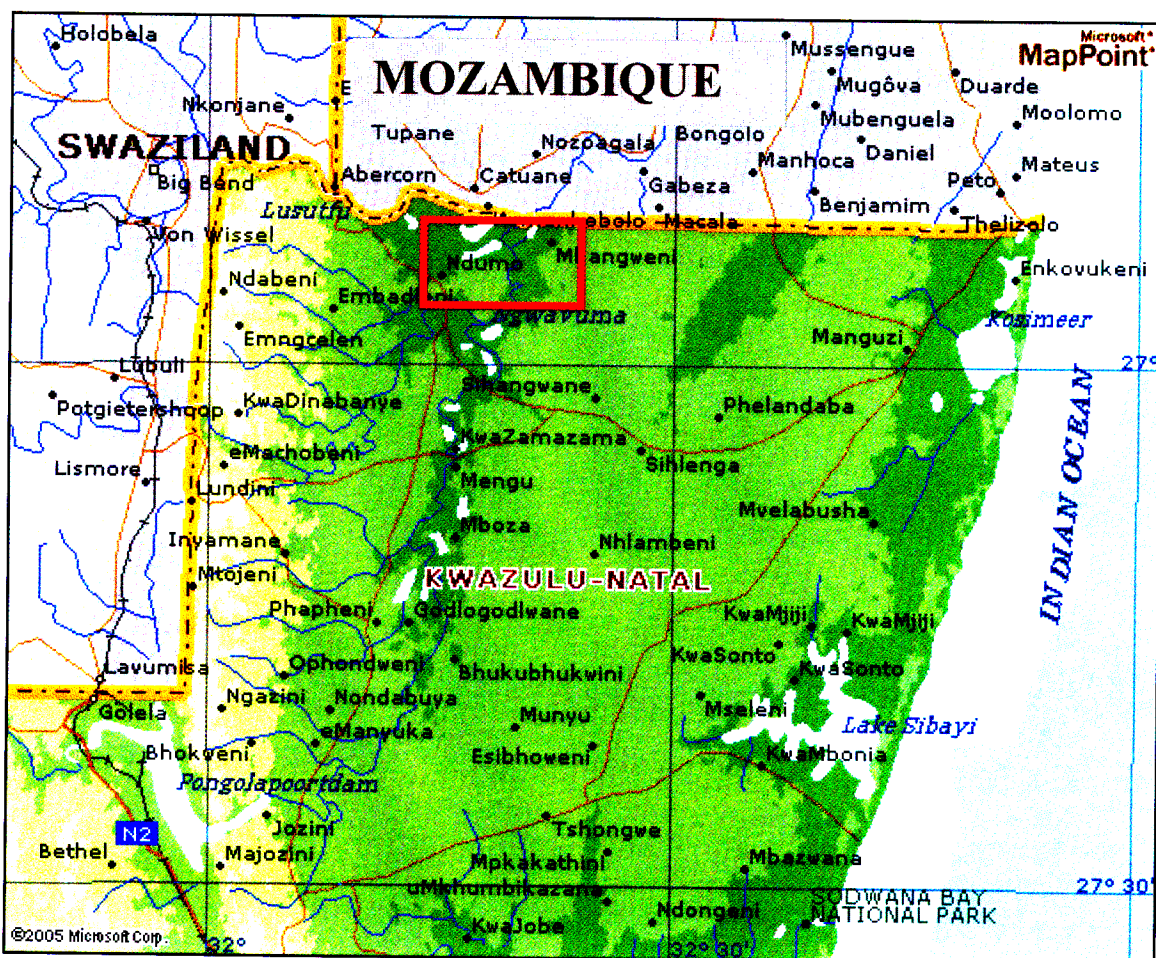 Holobela
Mussengue
Microsoft®
MapPoint®
MOZAMBIQUE
Mugôva
Duarde
E
Nkonjane
Mubenguela
Moolomo
Tupane
Nozoagala
Bongolo
SWAZILAND
Daniel
Manhoca
Mateus
Big Bend
Abercorn
Catuane
Gabeza
Peto
Lusutfu
Benjamim
Lebolo
Macala
Thelizolo
Von Wissel
Mhangweni
Ndumo
Enkovukeni
Ndabeni
Embadleni
Ngwavuma
Kosimeer
Emngcelen
Manguzi
27°
Lubuli
Sihangwane
Potgietershoop
KwaDinabanye
Phelandaba
KwaZamazama
eMachobeni
Sihlenga
Lismore
Mengu
Lundini
INDIAN OCEAN
Mboza
Mvelabusha
Inyamane
Nhlambeni
Mtojeni
KWAZULU-NATAL
Phapheni
Godlogodlwane
KwaMjiji
KwaMjiji
KwaSonto
Lavumisa
Ophondweni
Bhukubhukwini
KwaSonto
Ngazini
Nondabuya
Mseleni
Golela
Munyu
Lake Sibayi
eManyuka
Bhokweni
Esibhoweni
KwaMbonia
Pongolapoortdam
Jozini
Tshongwe
N2
Bethel
Majozini
Mpkakathini
Mbazwana
uMkhumbikazana
27° 30'
SODWANA BAY
NATIONAL PARK
Ndongeni
KwaJobe
©2005 Microsoft Corp.
32°
32° 30'